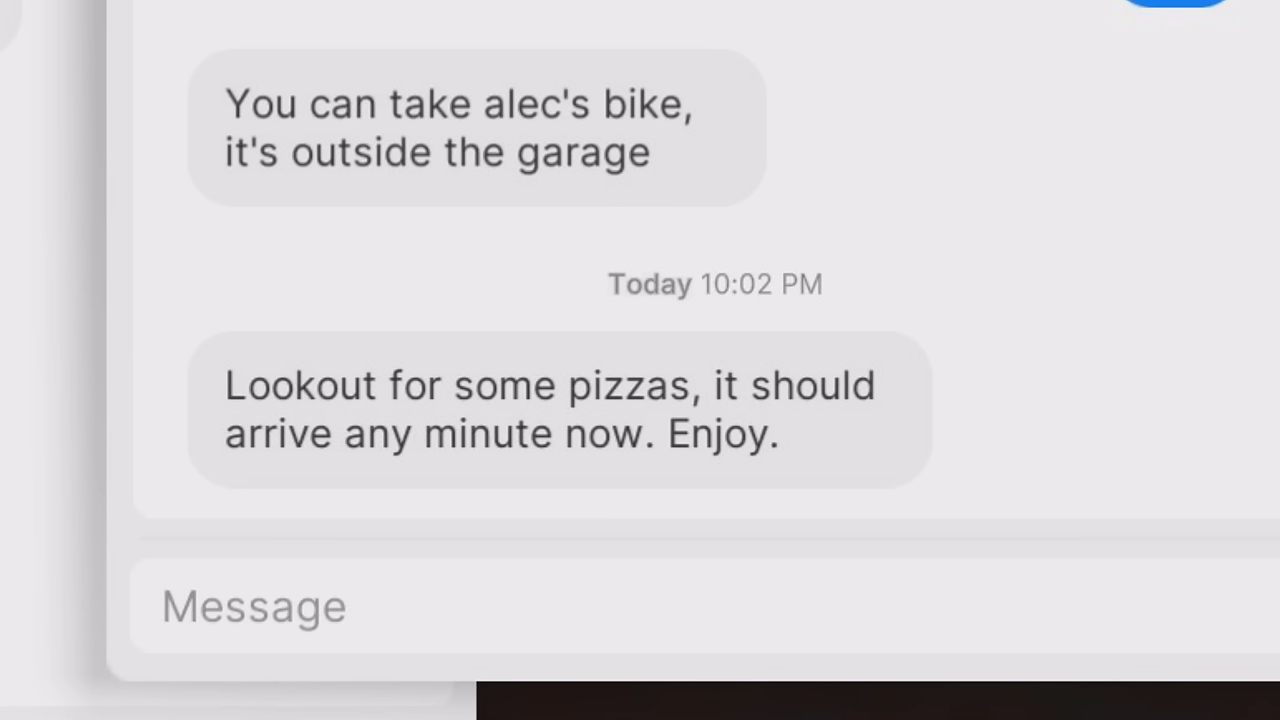 You can take alec's bike,
it's outside the garage
Today 10:02 PM
Lookout for some pizzas, it should
arrive any minute now. Enjoy.
Message